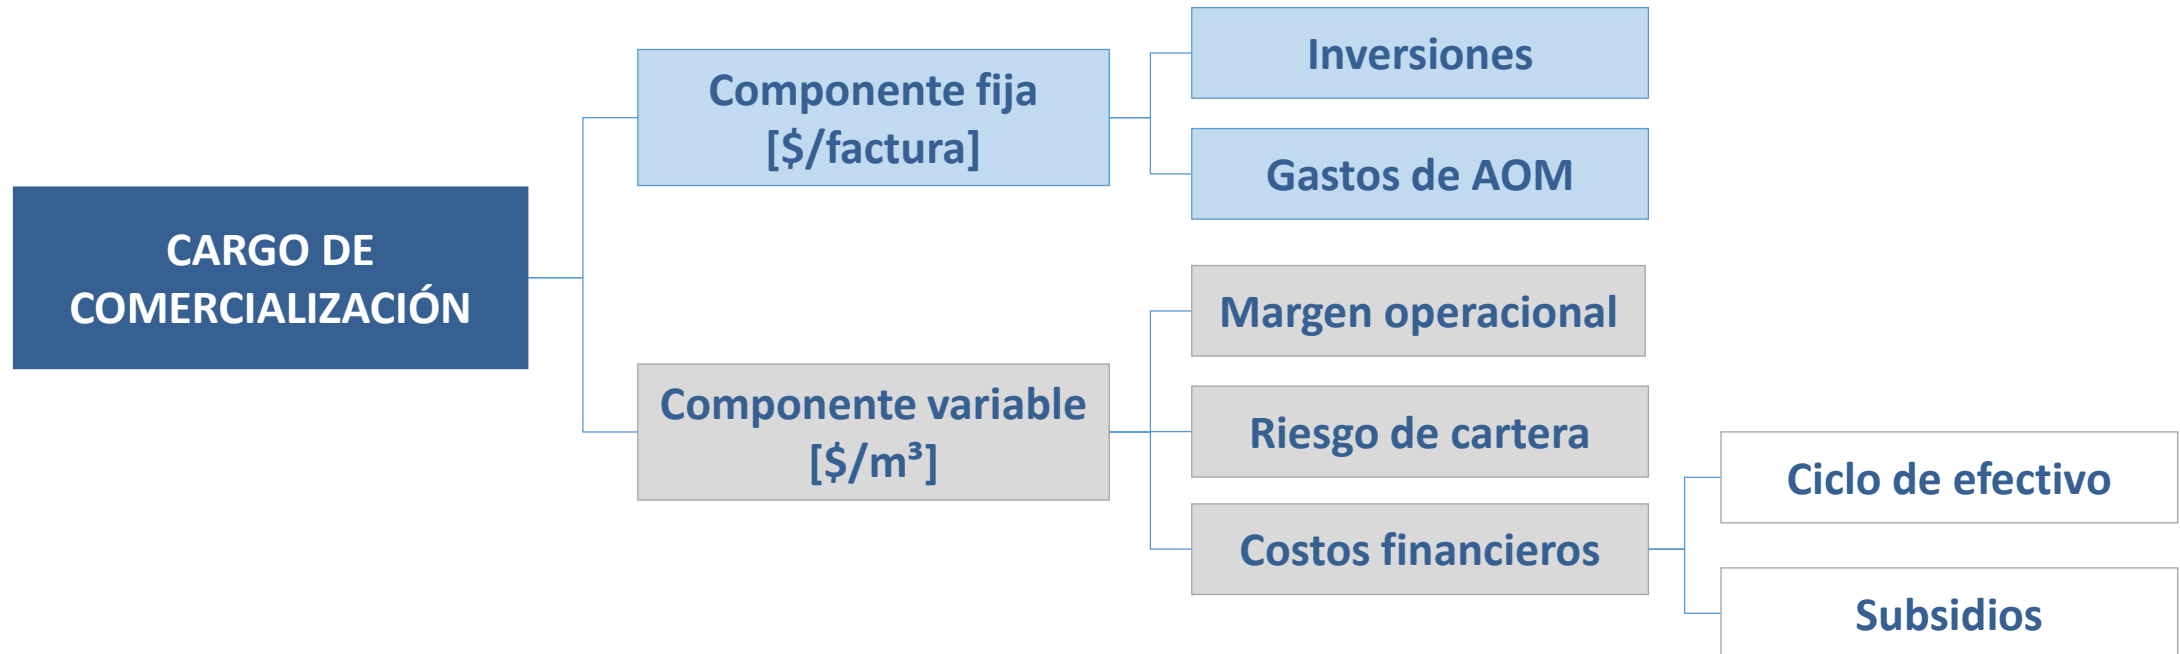 CARGO DE
COMERCIALIZACIÓN
Componente fija
[$/factura]
Inversiones
Gastos de AOM
Componente variable
[$/m³]
Margen operacional
Riesgo de cartera
Costos financieros
Ciclo de efectivo
Subsidios